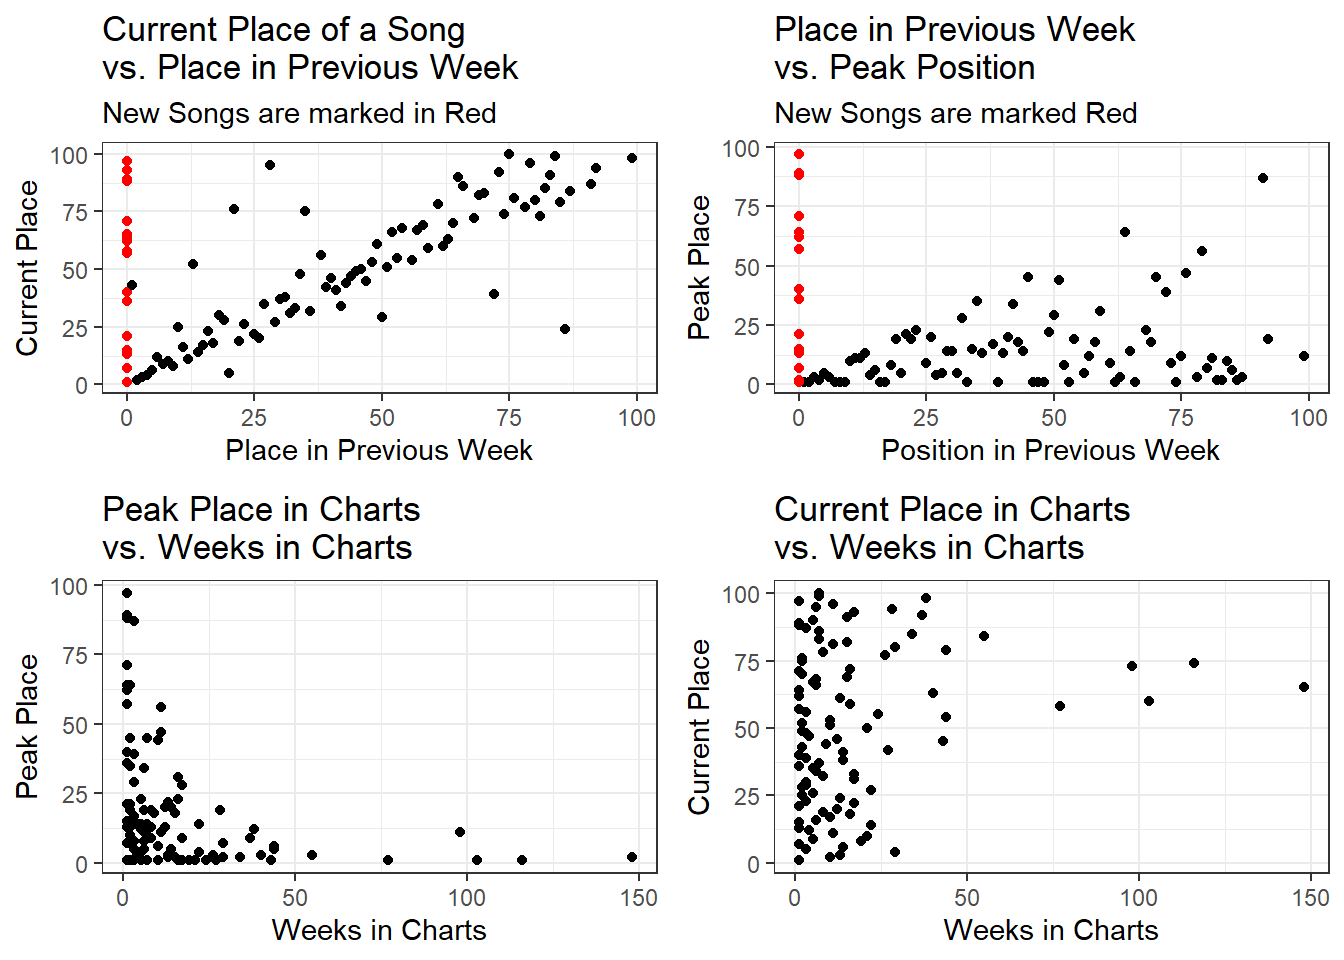 Current Place of a Song
vs. Place in Previous Week
New Songs are marked in Red
Current Place
100
75
50
25
0
0 25 50 75 100
Place in Previous Week
Place in Previous Week
vs. Peak Position
New Songs are marked Red
Peak Place
100
75
50
25
0
0 25 50 75 100
Position in Previous Week
Peak Place in Charts
vs. Weeks in Charts
Peak Place
100
75
50
25
0
0 50 100 150
Weeks in Charts
Current Place in Charts
vs. Weeks in Charts
Current Place
100
75
50
25
0
0 50 100 150
Weeks in Charts